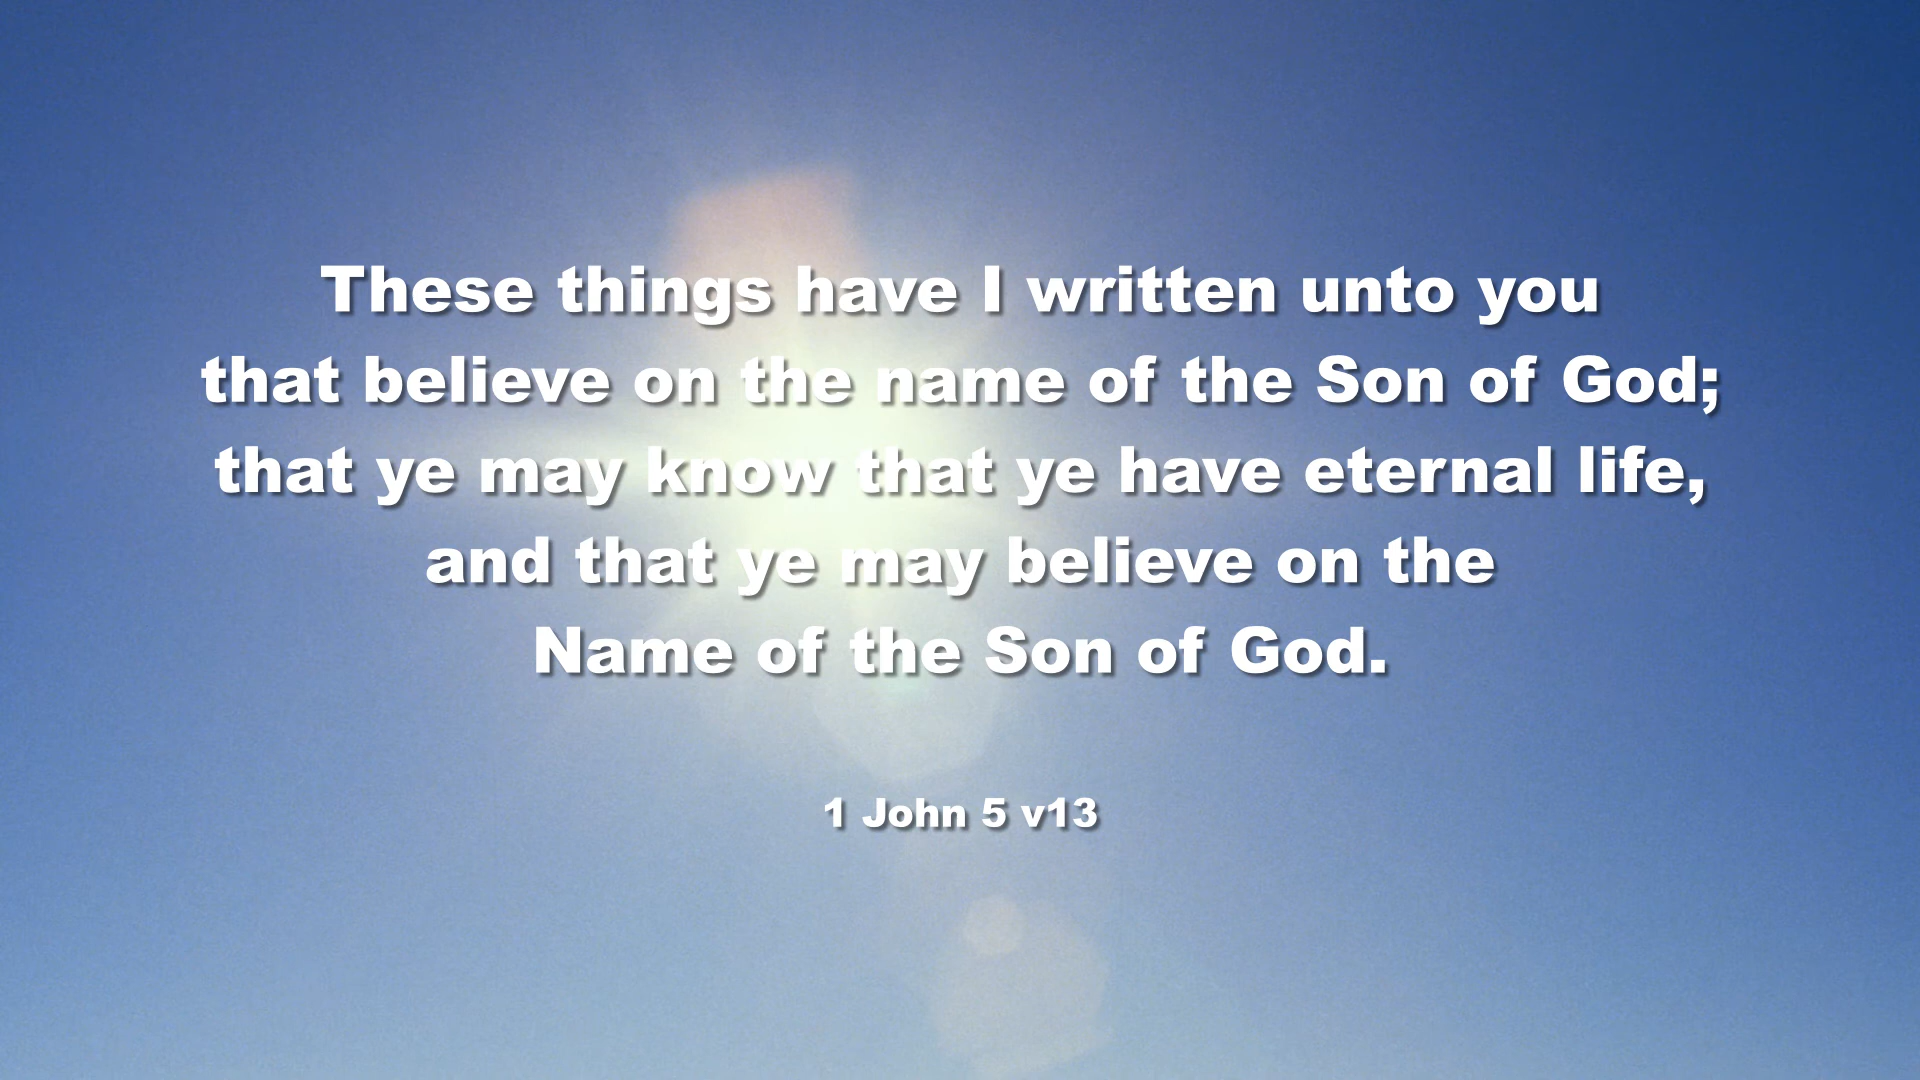 These things have I written unto you
that believe on the name of the Son of God;
that ye may know that ye have eternal life,
and that ye may believe on the
Name of the Son of God.
1 John 5 v13